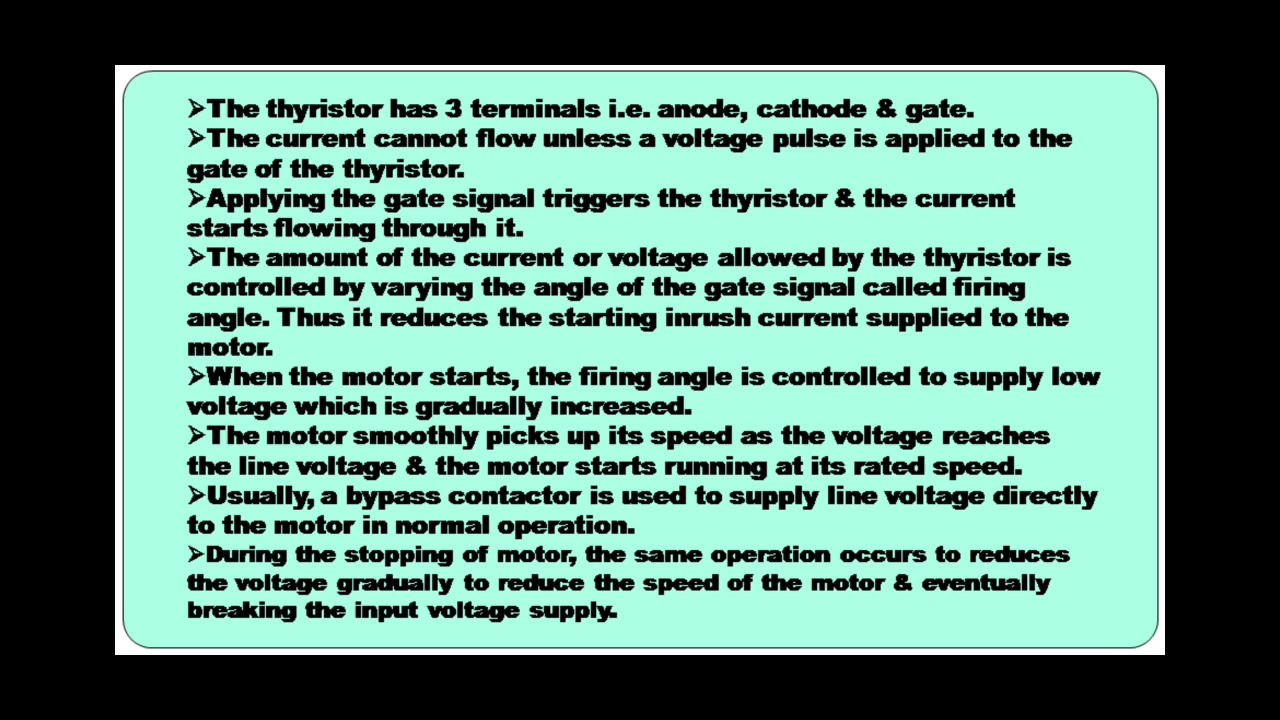 ➢The thyristor has 3 terminals i.e. anode, cathode & gate.
➢The current cannot flow unless a voltage pulse is applied to the
gate of the thyristor.
➢Applying the gate signal triggers the thyristor & the current
starts flowing through it.
➢The amount of the current or voltage allowed by the thyristor is
controlled by varying the angle of the gate signal called firing
angle. Thus it reduces the starting inrush current supplied to the
motor.
➢When the motor starts, the firing angle is controlled to supply low
voltage which is gradually increased.
➢The motor smoothly picks up its speed as the voltage reaches
the line voltage & the motor starts running at its rated speed.
➢Usually, a bypass contactor is used to supply line voltage directly
to the motor in normal operation.
➢During the stopping of motor, the same operation occurs to reduces
the voltage gradually to reduce the speed of the motor & eventually
breaking the input voltage supply.